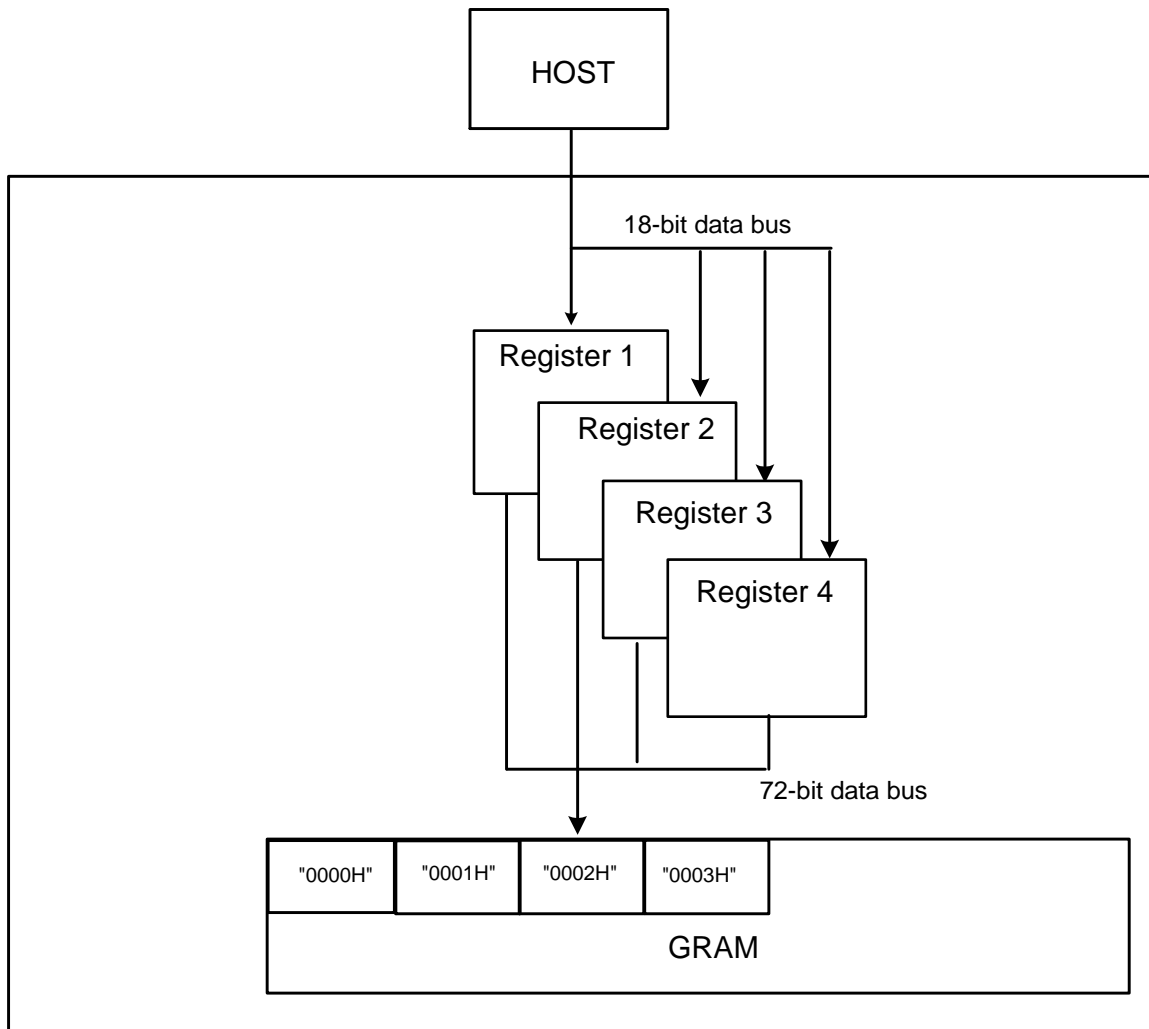 HOST
18-bit data bus
Register 1
Register 2
Register 3
Register 4
72-bit data bus
"0000H" "0001H" "0002H" "0003H"
GRAM